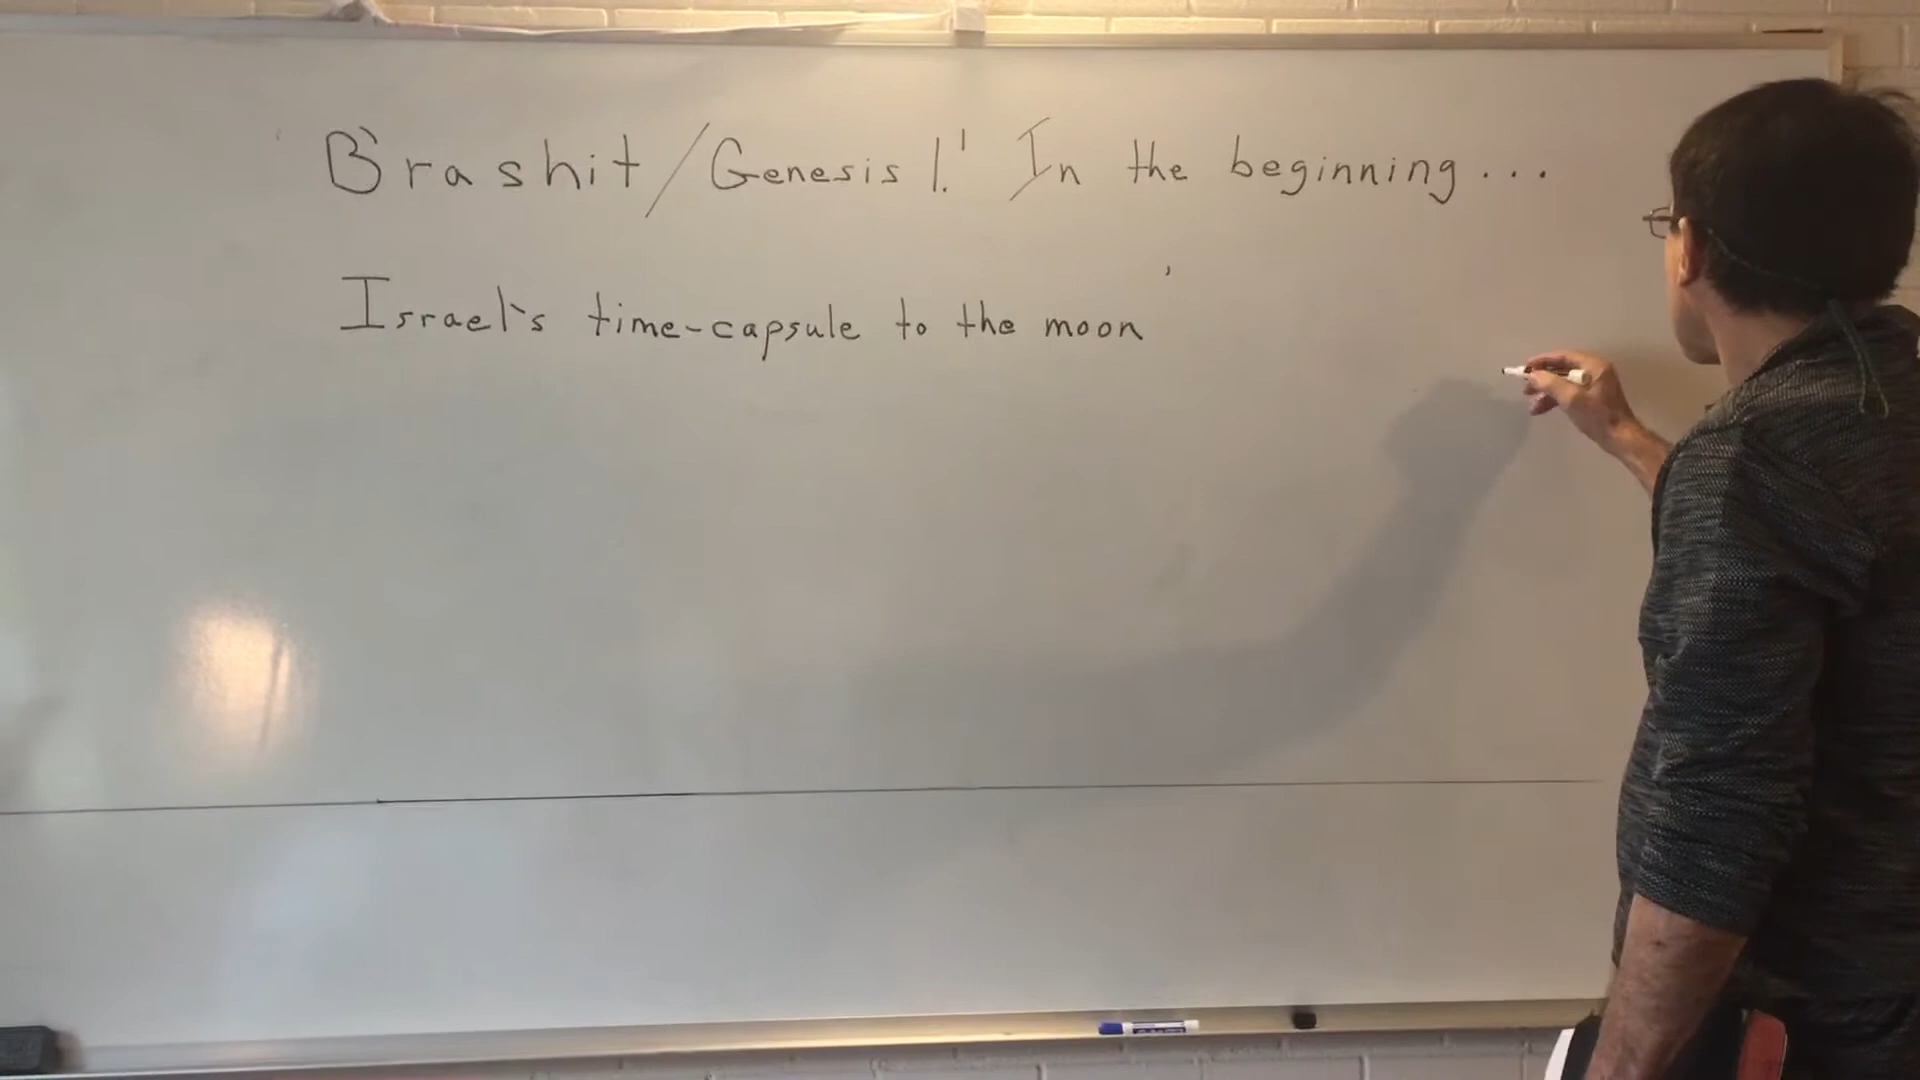 B'rashit/Genesis 1:1 In the beginning...
Israel's time-capsule to the moon